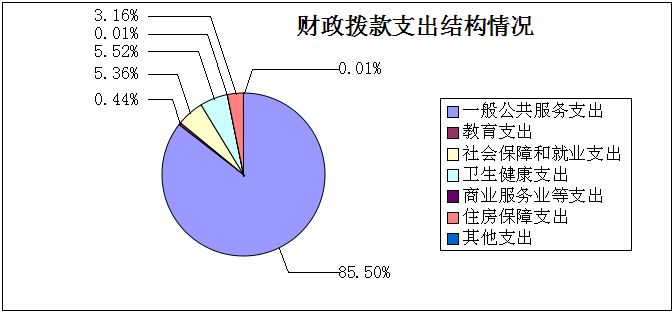 财政拨款支出结构情况
3.16%
0.01%
5.52%
5.36%
0.44%
0.01%
85.50%
一般公共服务支出
教育支出
社会保障和就业支出
卫生健康支出
商业服务业等支出
住房保障支出
其他支出